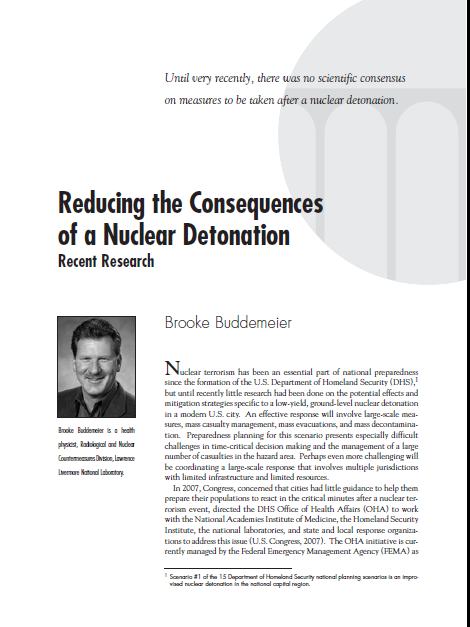 Until very recently, there was no scientific consensus
on measures to be taken after a nuclear detonation.
Reducing the Consequences
of a Nuclear Detonation
Recent Research
Brooke Buddemeier
Brooke Buddemeier is a health
physicist, Radiological and Nuclear
Countermeasures Division, Lawrence
Livermore National Laboratory.
Nuclear terrorism has been an essential part of national preparedness
since the formation of the U.S. Department of Homeland Security (DHS),1
but until recently little research had been done on the potential effects and
mitigation strategies specific to a low-yield, ground-level nuclear detonation
in a modern U.S. city. An effective response will involve large-scale mea-
sures, mass casualty management, mass evacuations, and mass decontamina-
tion. Preparedness planning for this scenario presents especially difficult
challenges in time-critical decision making and the management of a large
number of casualties in the hazard area. Perhaps even more challenging will
be coordinating a large-scale response that involves multiple jurisdictions
with limited infrastructure and limited resources.
In 2007, Congress, concerned that cities had little guidance to help them
prepare their populations to react in the critical minutes after a nuclear ter-
rorism event, directed the DHS Office of Health Affairs (OHA) to work
with the National Academies Institute of Medicine, the Homeland Security
Institute, the national laboratories, and state and local response organiza-
tions to address this issue (U.S. Congress, 2007). The OHA initiative is cur-
rently managed by the Federal Emergency Management Agency (FEMA) as
1 Scenario #1 of the 15 Department of Homeland Security national planning scenarios is an impro-
vised nuclear detonation in the national capital region.